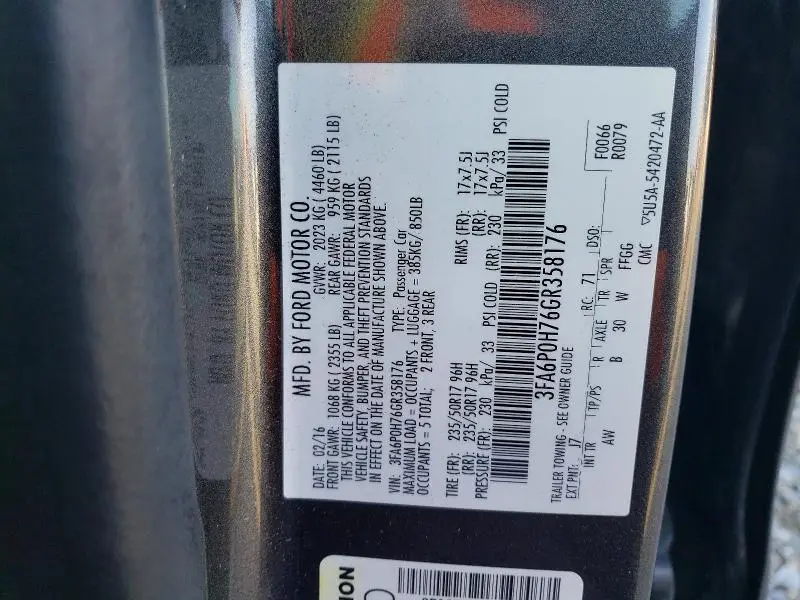 MFD. BY FORD MOTOR CO.
DATE: 02/16 GVWR: 2023 KG ( 4460 LB)
FRONT GAWR: 1068 KG ( 2355 LB) REAR GAWR: 959 KG ( 2115 LB)
THIS VEHICLE CONFORMS TO ALL APPLICABLE FEDERAL MOTOR
VEHICLE SAFETY, BUMPER, AND THEFT PREVENTION STANDARDS
IN EFFECT ON THE DATE OF MANUFACTURE SHOWN ABOVE.
VIN: 3FA6P0H76GR358176 TYPE: Passenger Car
MAXIMUM LOAD = OCCUPANTS + LUGGAGE = 385KG/ 850LB
OCCUPANTS = 5 TOTAL; 2 FRONT, 3 REAR
TIRE (FR): 235/50R17 96H RIMS (FR): 17x7.5J
(RR): 235/50R17 96H (RR): 17x7.5J
PRESSURE (FR): 230 kPa/ 33 PSI COLD (RR): 230 kPa/ 33 PSI COLD
3FA6P0H76GR358176
TRAILER TOWING - SEE OWNER GUIDE
F0066
R0079
EXT PNT: J7 RC: 71 DSO:
INT TR TP/PS R AXLE TR SPR
AW B 30 W FFGG
CMC ▽5U5A-5420472-AA